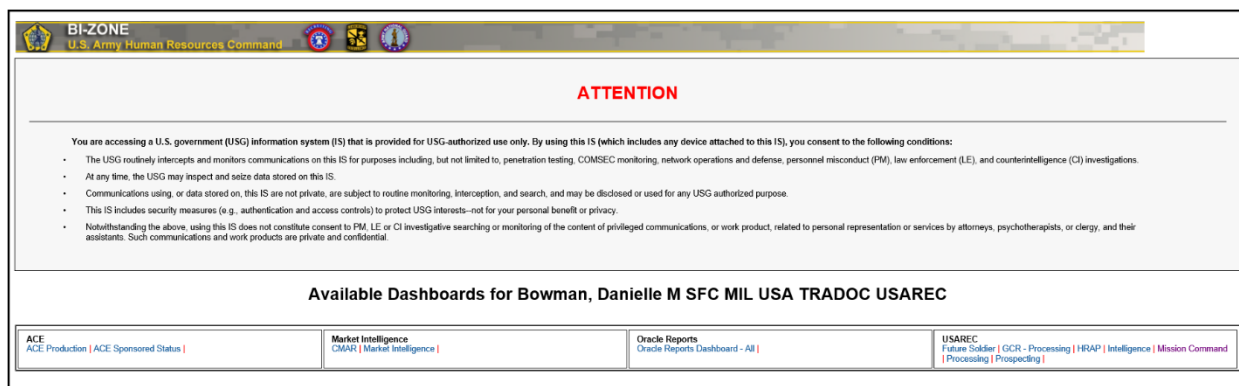 BI-ZONE
U.S. Army Human Resources Command
ATTENTION
You are accessing a U.S. government (USG) information system (IS) that is provided for USG-authorized use only. By using this IS (which includes any device attached to this IS), you consent to the following conditions:
• The USG routinely intercepts and monitors communications on this IS for purposes including, but not limited to, penetration testing, COMSEC monitoring, network operations and defense, personnel misconduct (PM), law enforcement (LE), and counterintelligence (CI) investigations.
• At any time, the USG may inspect and seize data stored on this IS.
• Communications using, or data stored on, this IS are not private, are subject to routine monitoring, interception, and search, and may be disclosed or used for any USG authorized purpose.
• This IS includes security measures (e.g., authentication and access controls) to protect USG interests--not for your personal benefit or privacy.
• Notwithstanding the above, using this IS does not constitute consent to PM, LE or CI investigative searching or monitoring of the content of privileged communications, or work product, related to personal representation or services by attorneys, psychotherapists, or clergy, and their
assistants. Such communications and work products are private and confidential.
Available Dashboards for Bowman, Danielle M SFC MIL USA TRADOC USAREC
ACE
ACE Production | ACE Sponsored Status |
Market Intelligence
CMAR | Market Intelligence |
Oracle Reports
Oracle Reports Dashboard - All |
USAREC
Future Soldier | GCR - Processing | HRAP | Intelligence | Mission Command
| Processing | Prospecting |